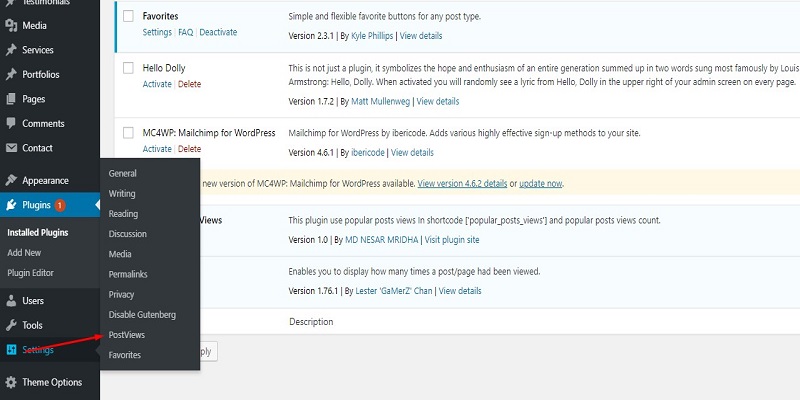 Testimonials
Media
Services
Portfolios
Pages
Comments
Contact
Appearance
Plugins 1
Installed Plugins
Add New
Plugin Editor
Users
Tools
Settings
Theme Options
General
Writing
Reading
Discussion
Media
Permalinks
Privacy
Disable Gutenberg
PostViews
Favorites
Favorites
Settings | FAQ | Deactivate
Simple and flexible favorite buttons for any post type.
Version 2.3.1 | By Kyle Phillips | View details
Hello Dolly
Activate | Delete
This is not just a plugin, it symbolizes the hope and enthusiasm of an entire generation summed up in two words sung most famously by Louis
Armstrong: Hello, Dolly. When activated you will randomly see a lyric from Hello, Dolly in the upper right of your admin screen on every page.
Version 1.7.2 | By Matt Mullenweg | View details
MC4WP: Mailchimp for WordPress
Activate | Delete
Mailchimp for WordPress by ibericode. Adds various highly effective sign-up methods to your site.
Version 4.6.1 | By ibericode | View details
new version of MC4WP: Mailchimp for WordPress available. View version 4.6.2 details or update now.
Views
This plugin use popular posts views In shortcode ['popular_posts_views'] and popular posts views count.
Version 1.0 | By MD NESAR MRIDHA | Visit plugin site
Enables you to display how many times a post/page had been viewed.
Version 1.76.1 | By Lester 'GaMerZ' Chan | View details
Description
ply